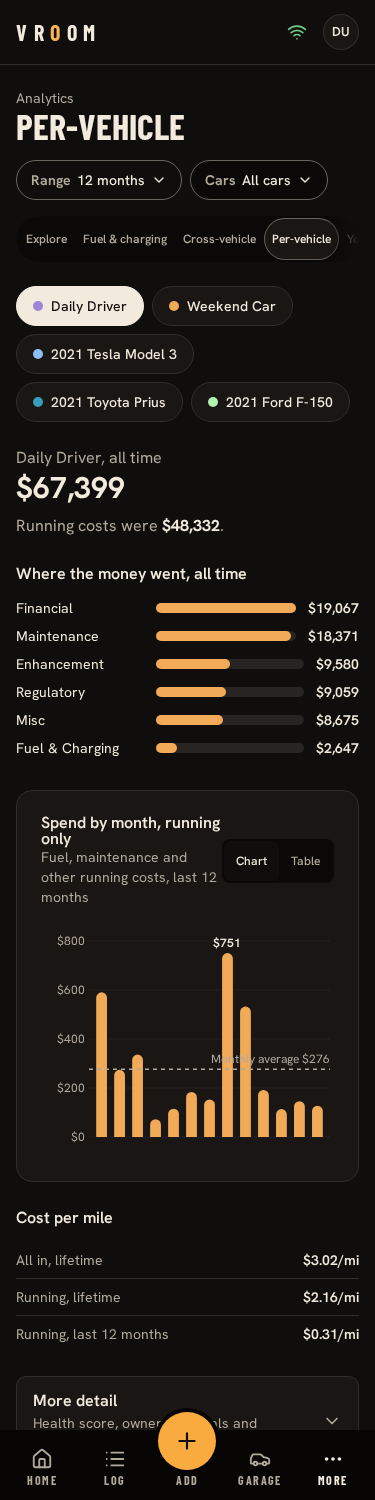 VROOM
DU
Analytics
PER-VEHICLE
Range 12 months
Cars All cars
Explore Fuel & charging Cross-vehicle Per-vehicle
Daily Driver
Weekend Car
2021 Tesla Model 3
2021 Toyota Prius
2021 Ford F-150
Daily Driver, all time
$67,399
Running costs were $48,332.
Where the money went, all time
Financial $19,067
Maintenance $18,371
Enhancement $9,580
Regulatory $9,059
Misc $8,675
Fuel & Charging $2,647
Spend by month, running
only
Fuel, maintenance and
other running costs, last 12
months
Chart Table
$800
$751
$600
$400
Monthly average $276
$200
$0
Cost per mile
All in, lifetime $3.02/mi
Running, lifetime $2.16/mi
Running, last 12 months $0.31/mi
More detail
Health score, and
HOME LOG ADD GARAGE MORE